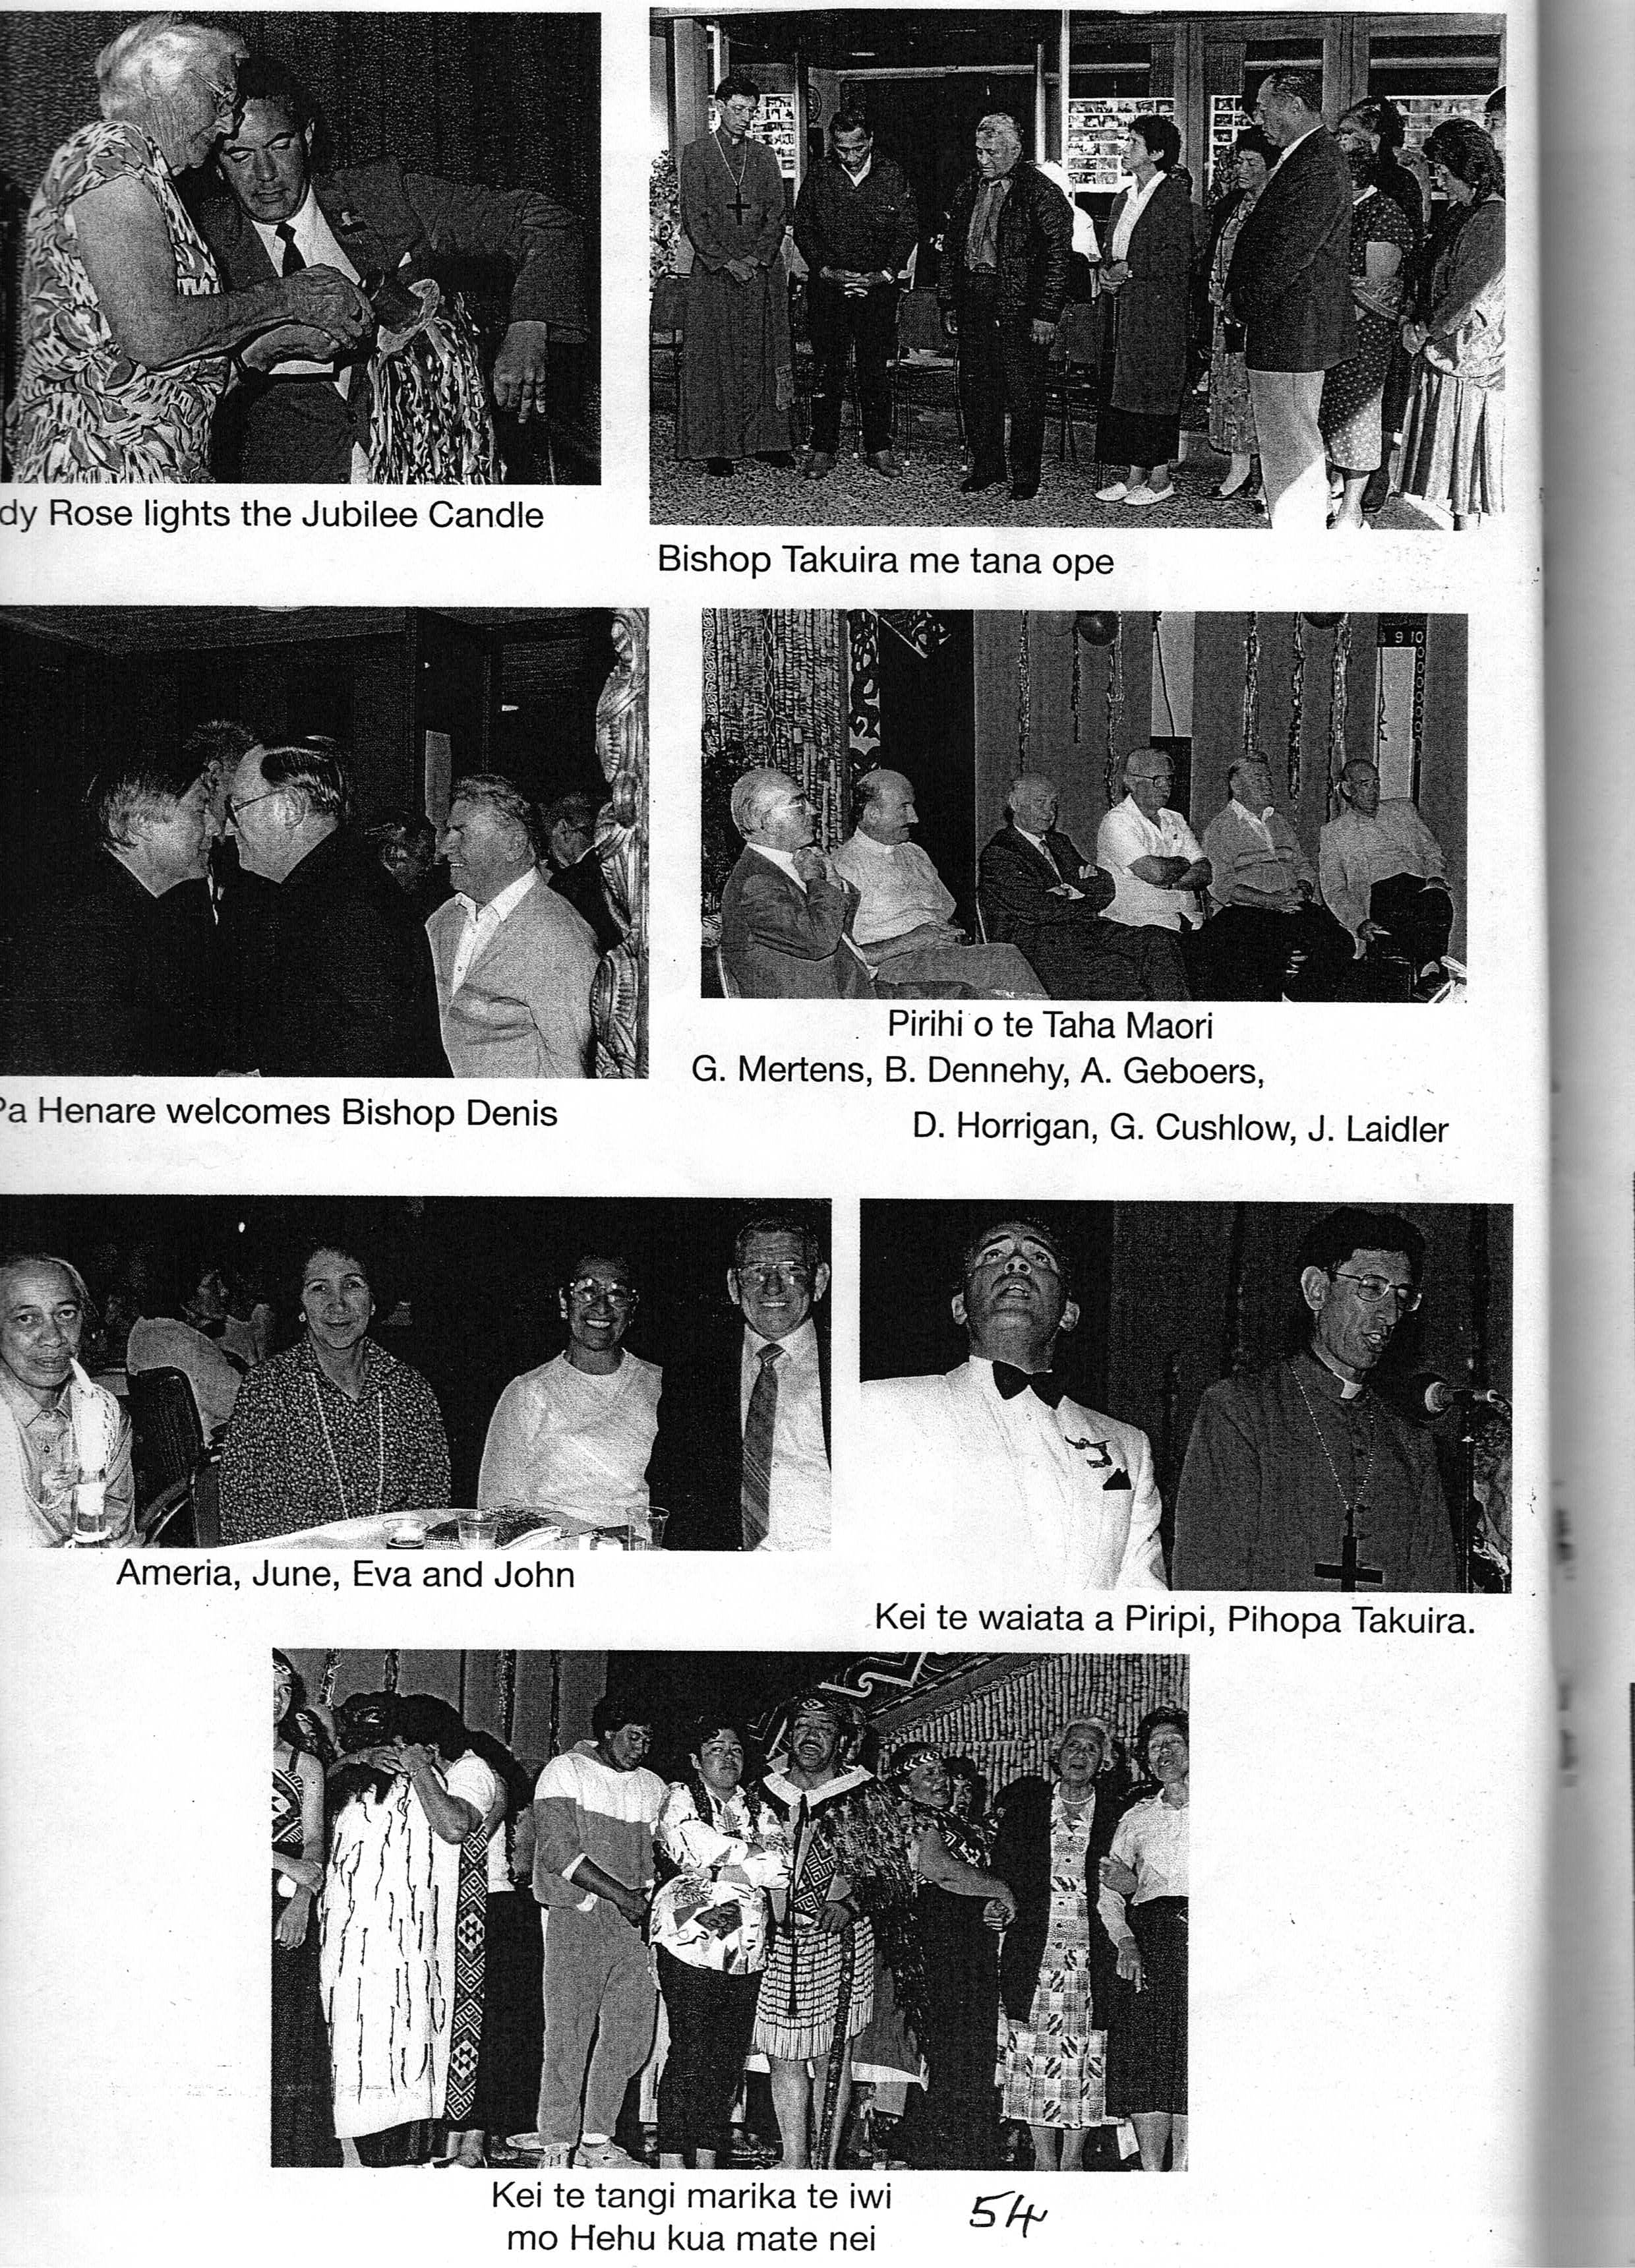 dy Rose lights the Jubilee Candle
Bishop Takuira me tana ope
9 10
Pa Henare welcomes Bishop Denis
Pirihi o te Taha Maori
G. Mertens, B. Dennehy, A. Geboers,
D. Horrigan, G. Cushlow, J. Laidler
Ameria, June, Eva and John
Kei te waiata a Piripi, Pihopa Takuira.
Kei te tangi marika te iwi
mo Hehu kua mate nei
54